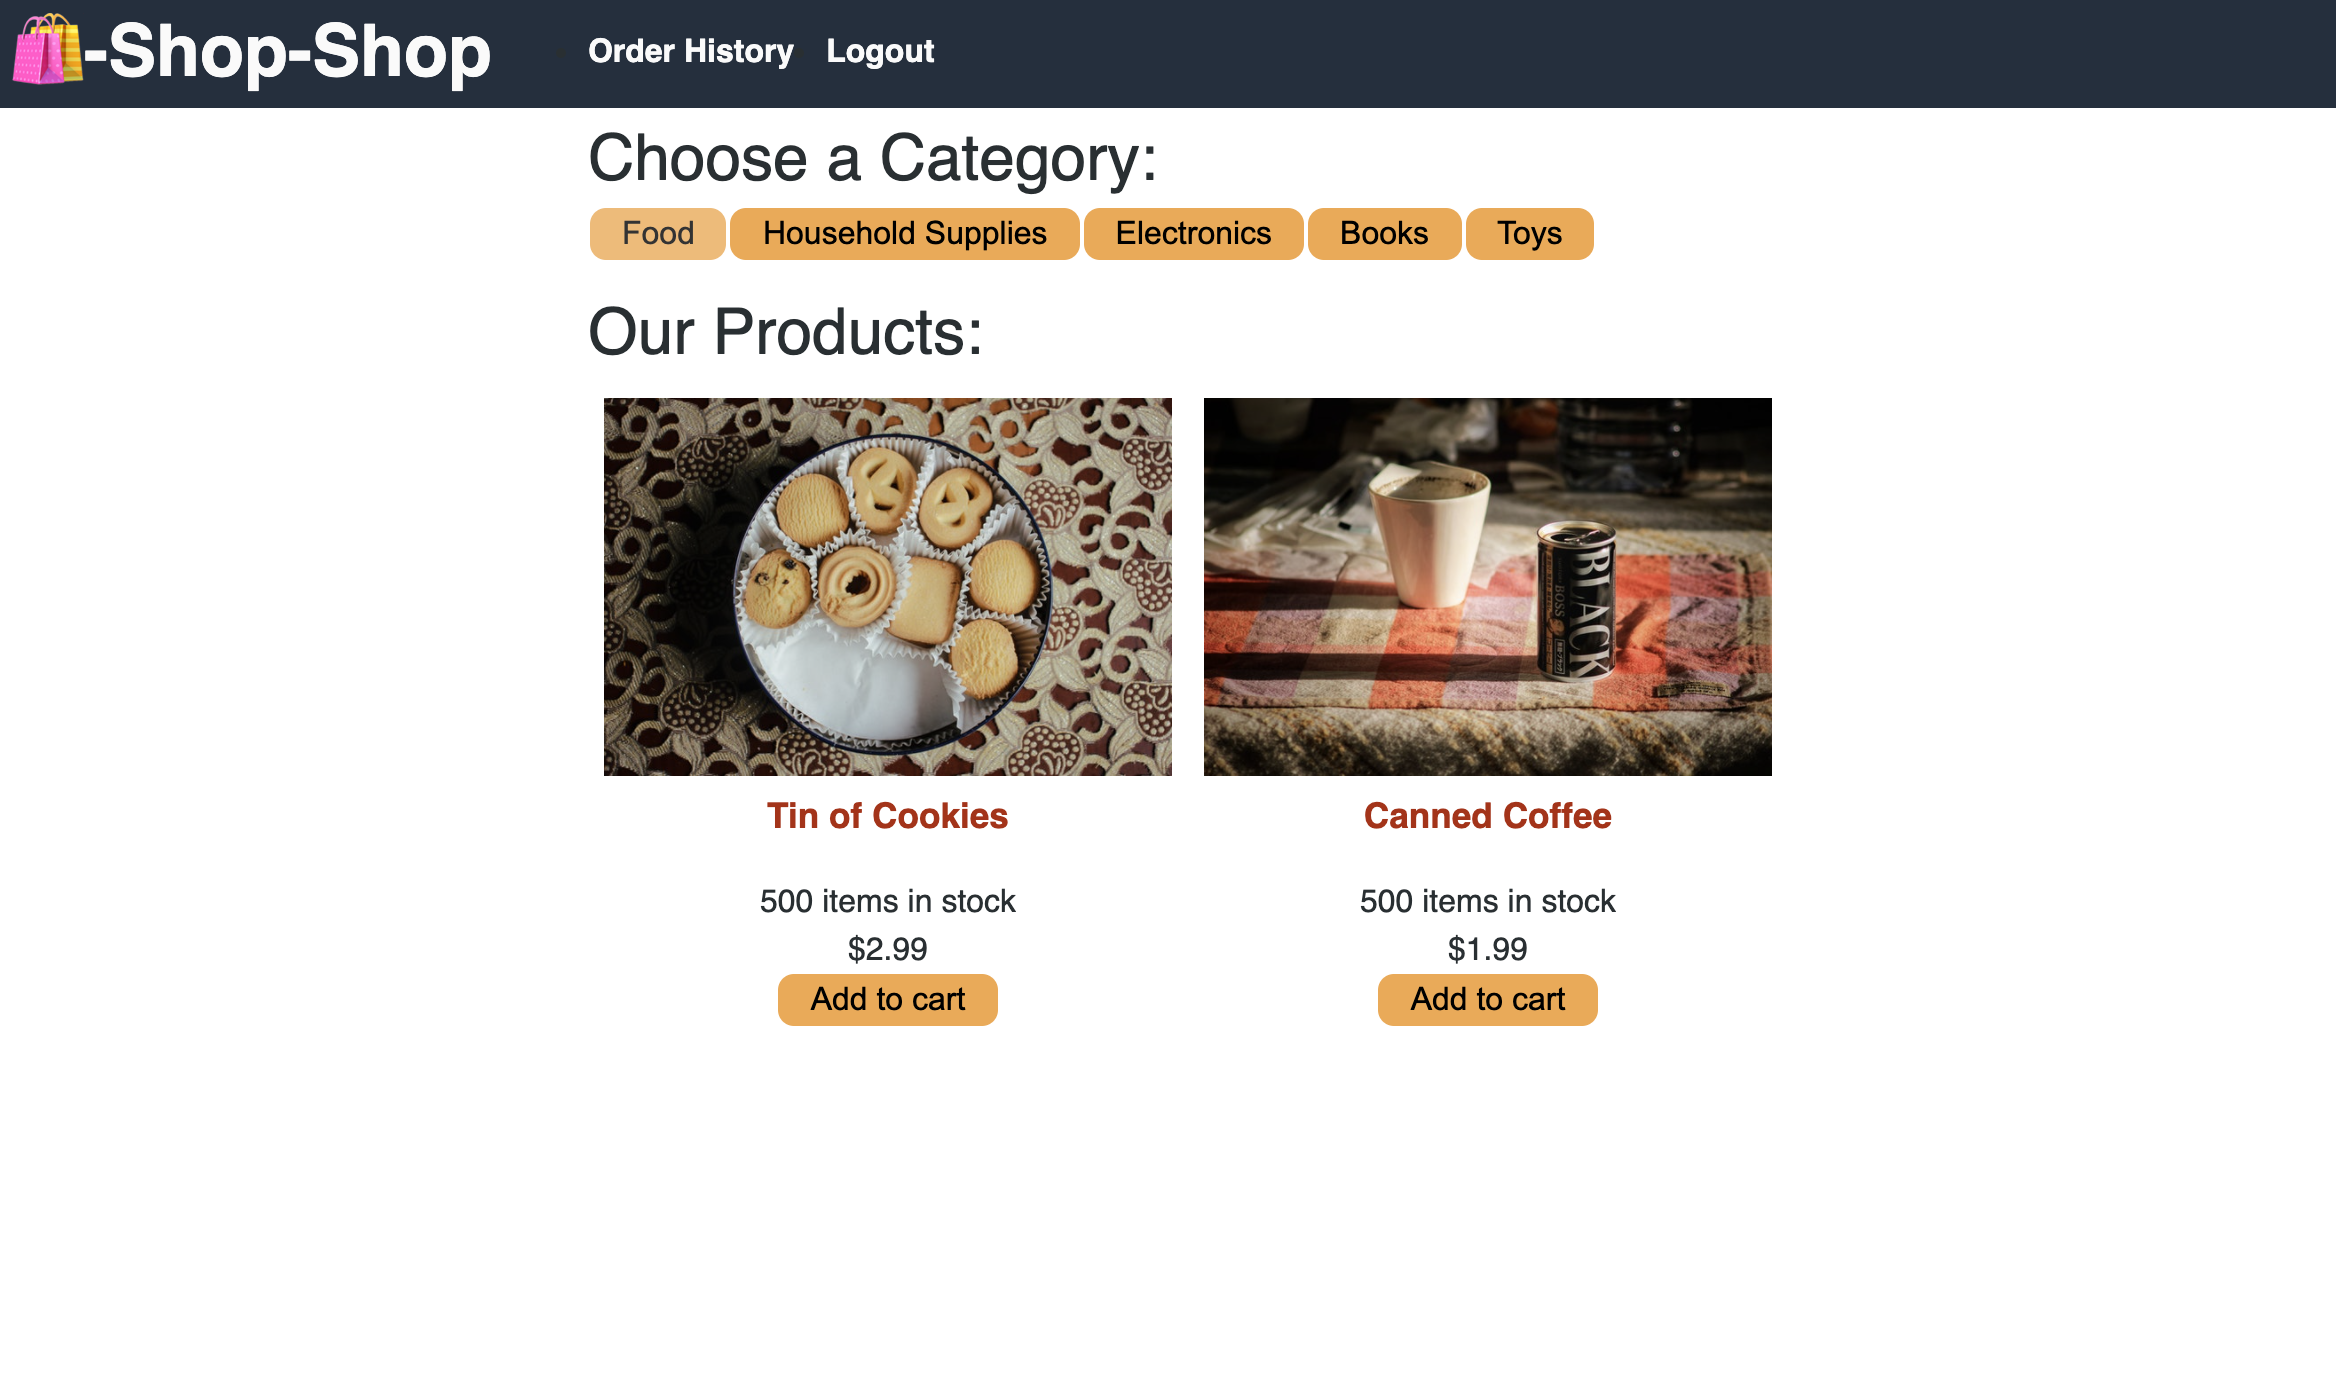 -Shop-Shop
Order History Logout
Choose a Category:
Food Household Supplies Electronics Books Toys
Our Products:
BLACK
BOSS
Tin of Cookies Canned Coffee
500 items in stock 500 items in stock
$2.99 $1.99
Add to cart Add to cart